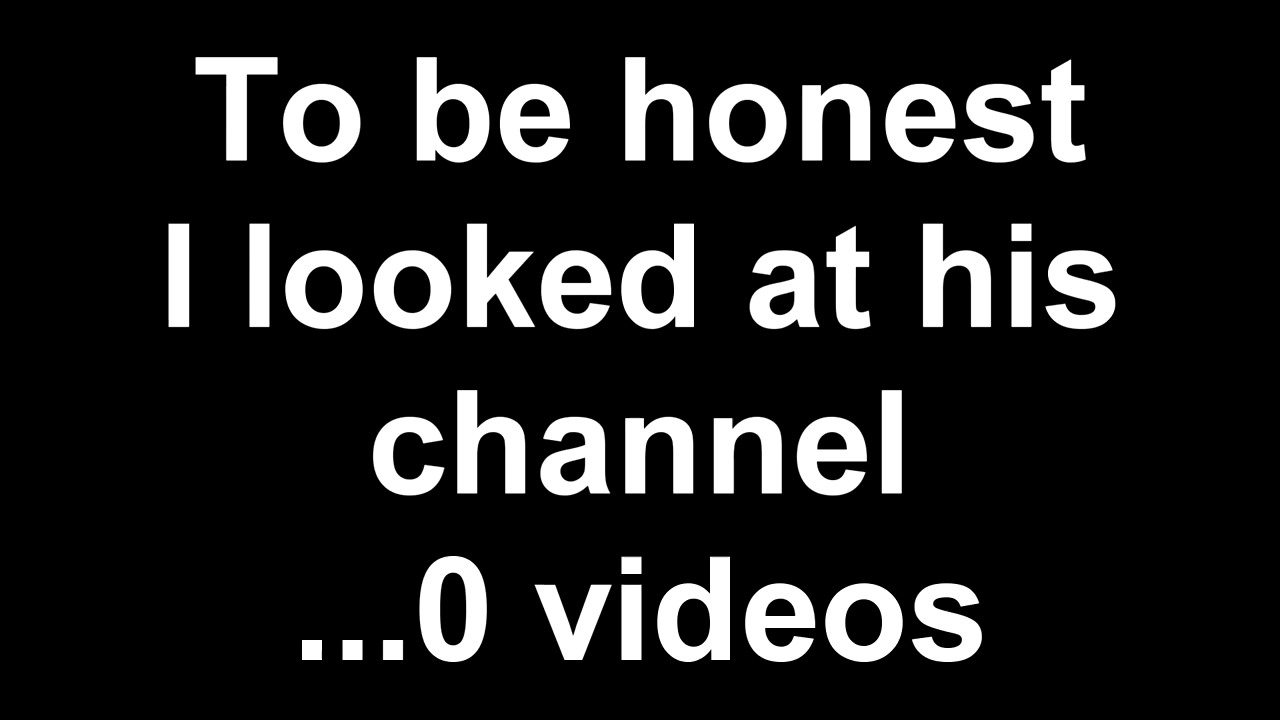 To be honest
I looked at his
channel
...0 videos